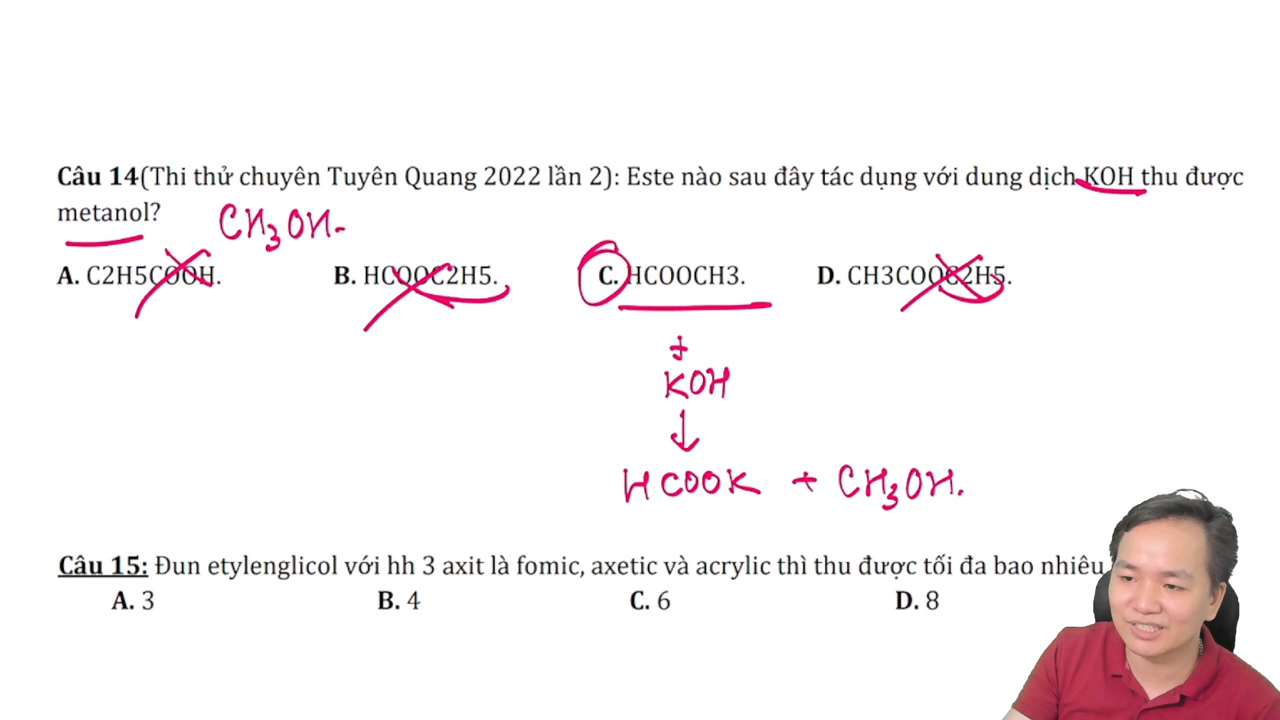 Câu 14(Thi thử chuyên Tuyên Quang 2022 lần 2): Este nào sau đây tác dụng với dung dịch KOH thu được
metanol?
CH3OH.
A. C2H5COOH. B. HCOOC2H5. C. HCOOCH3. D. CH3COOC2H5.
+
KOH
↓
HCOOK + CH3OH.
Câu 15: Đun etylenglicol với hh 3 axit là fomic, axetic và acrylic thì thu được tối đa bao nhiêu
A. 3 B. 4 C. 6 D. 8